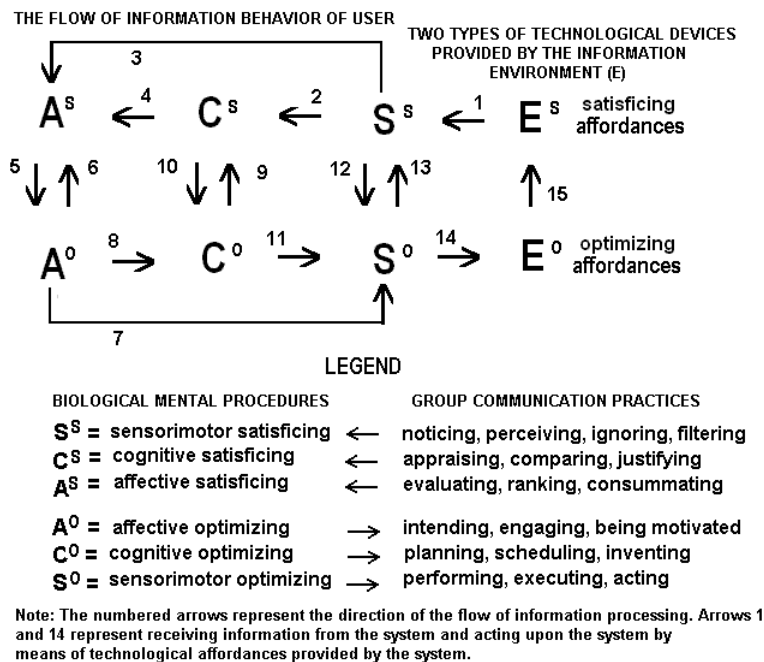 THE FLOW OF INFORMATION BEHAVIOR OF USER
TWO TYPES OF TECHNOLOGICAL DEVICES
PROVIDED BY THE INFORMATION
ENVIRONMENT (E)
3
A^S 4 C^S 2 S^S 1 E^S satisficing
affordances
5 6 10 9 12 13 15
A^O 8 C^O 11 S^O 14 E^O optimizing
affordances
7
LEGEND
BIOLOGICAL MENTAL PROCEDURES GROUP COMMUNICATION PRACTICES
S^S = sensorimotor satisficing ← noticing, perceiving, ignoring, filtering
C^S = cognitive satisficing ← appraising, comparing, justifying
A^S = affective satisficing ← evaluating, ranking, consummating
A^O = affective optimizing → intending, engaging, being motivated
C^O = cognitive optimizing → planning, scheduling, inventing
S^O = sensorimotor optimizing → performing, executing, acting
Note: The numbered arrows represent the direction of the flow of information processing. Arrows 1
and 14 represent receiving information from the system and acting upon the system by
means of technological affordances provided by the system.